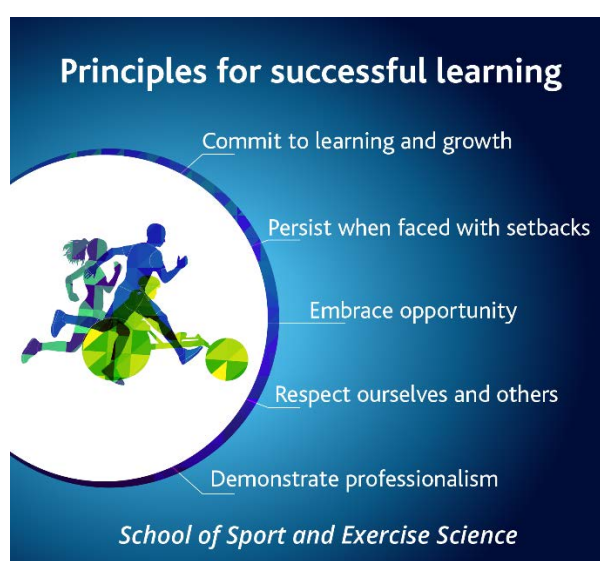 Principles for successful learning
Commit to learning and growth
Persist when faced with setbacks
Embrace opportunity
Respect ourselves and others
Demonstrate professionalism
School of Sport and Exercise Science